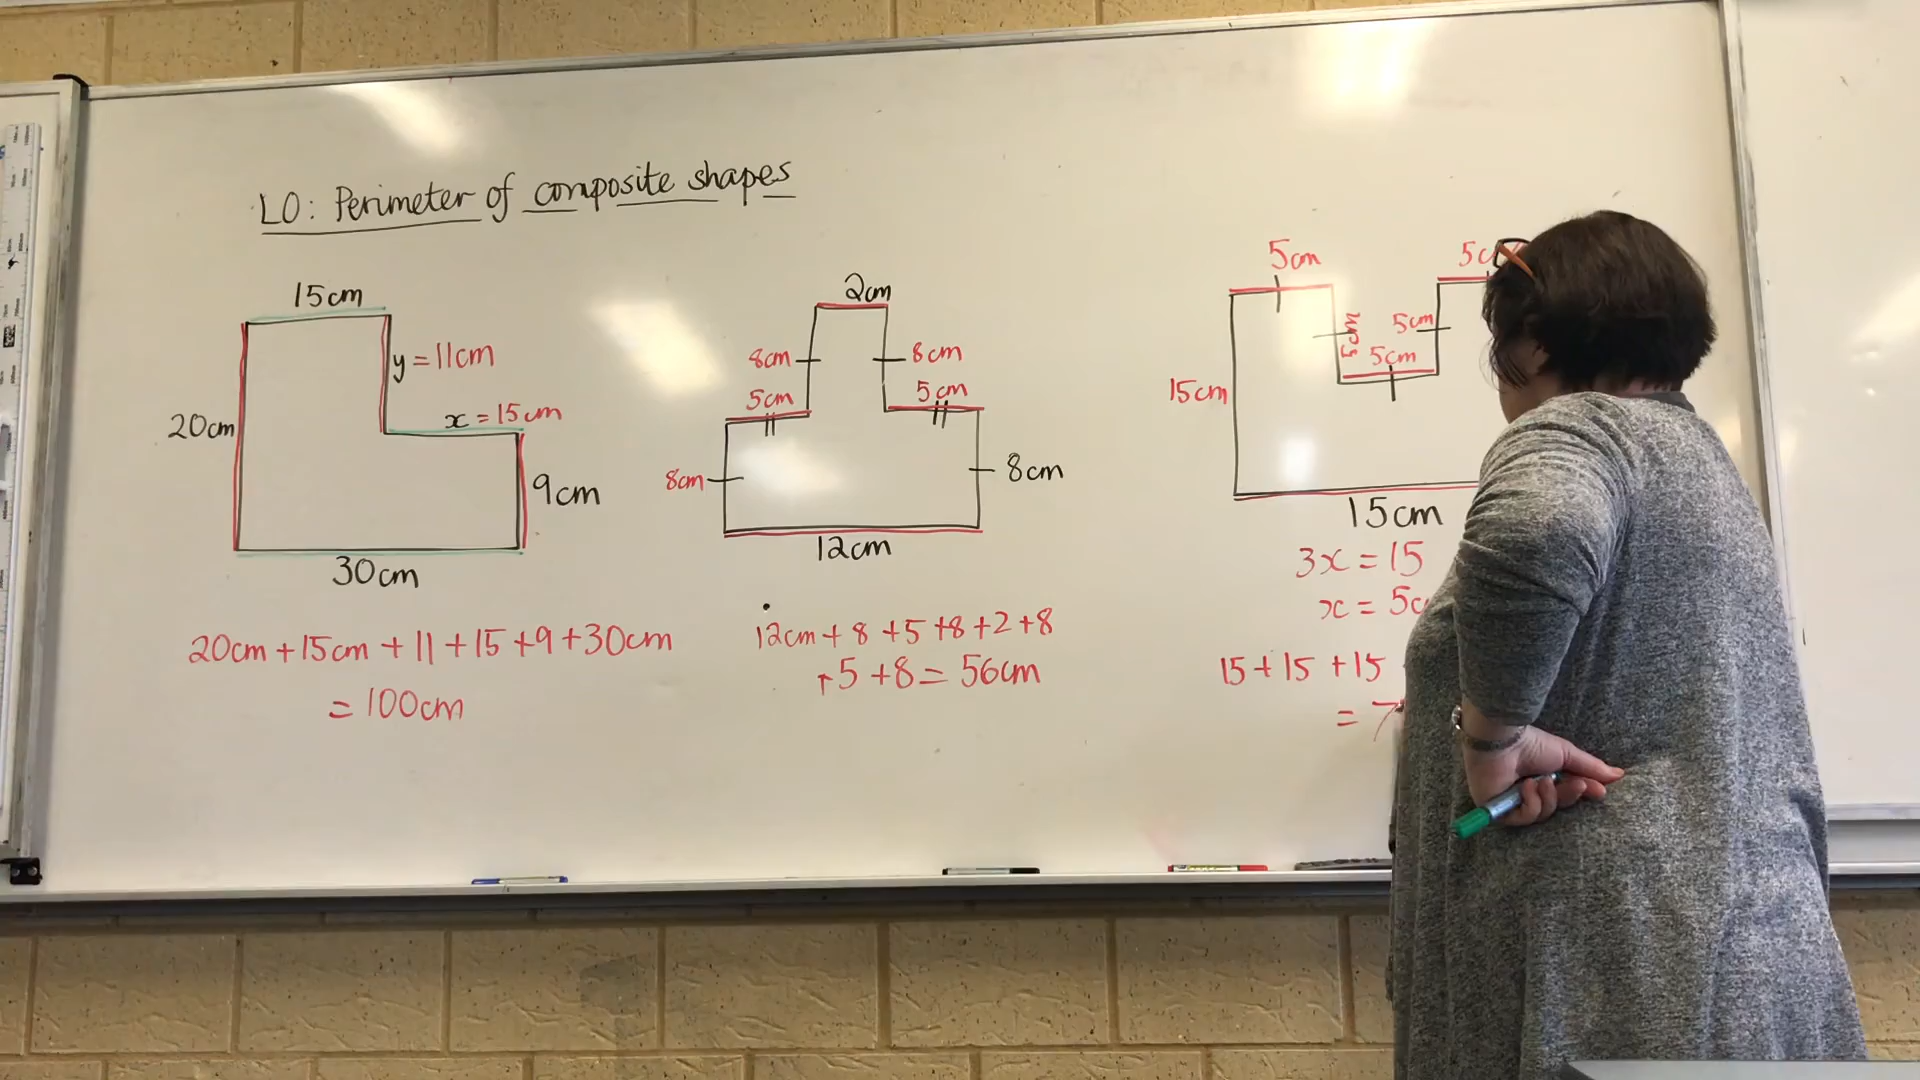 LO: Perimeter of composite shapes
15cm
y = 11cm
x = 15cm
20cm
9cm
30cm
20cm + 15cm + 11 + 15 + 9 + 30cm
= 100cm
2cm
8cm
8cm
5cm
5cm
8cm
8cm
12cm
12cm + 8 + 5 + 8 + 2 + 8
+ 5 + 8 = 56cm
5cm
5cm
5cm
5cm
15cm
15cm
3x = 15
x = 5
15 + 15 + 15
= 7